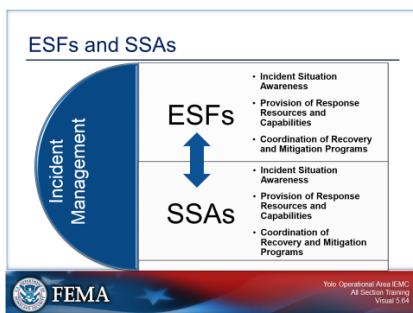 ESFs and SSAs
Incident
Management
ESFs
• Incident Situation
Awareness
• Provision of Response
Resources and
Capabilities
• Coordination of Recovery
and Mitigation Programs
SSAs
• Incident Situation
Awareness
• Provision of Response
Resources and
Capabilities
• Coordination of
Recovery and Mitigation
Programs
FEMA
Yolo Operational Area IEMC
All Section Training
Visual 5.64